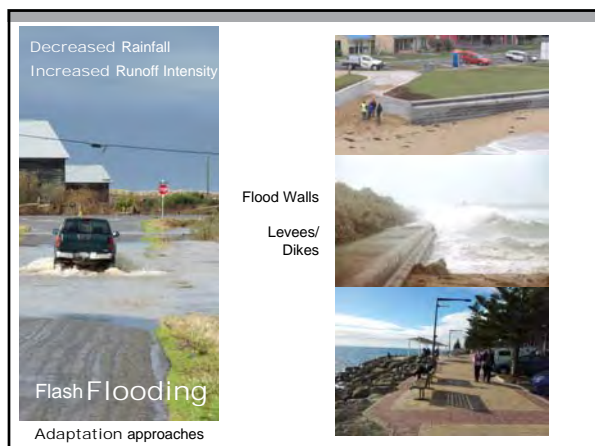 Decreased Rainfall
Increased Runoff Intensity
Flash Flooding
Adaptation approaches
Flood Walls
Levees/
Dikes